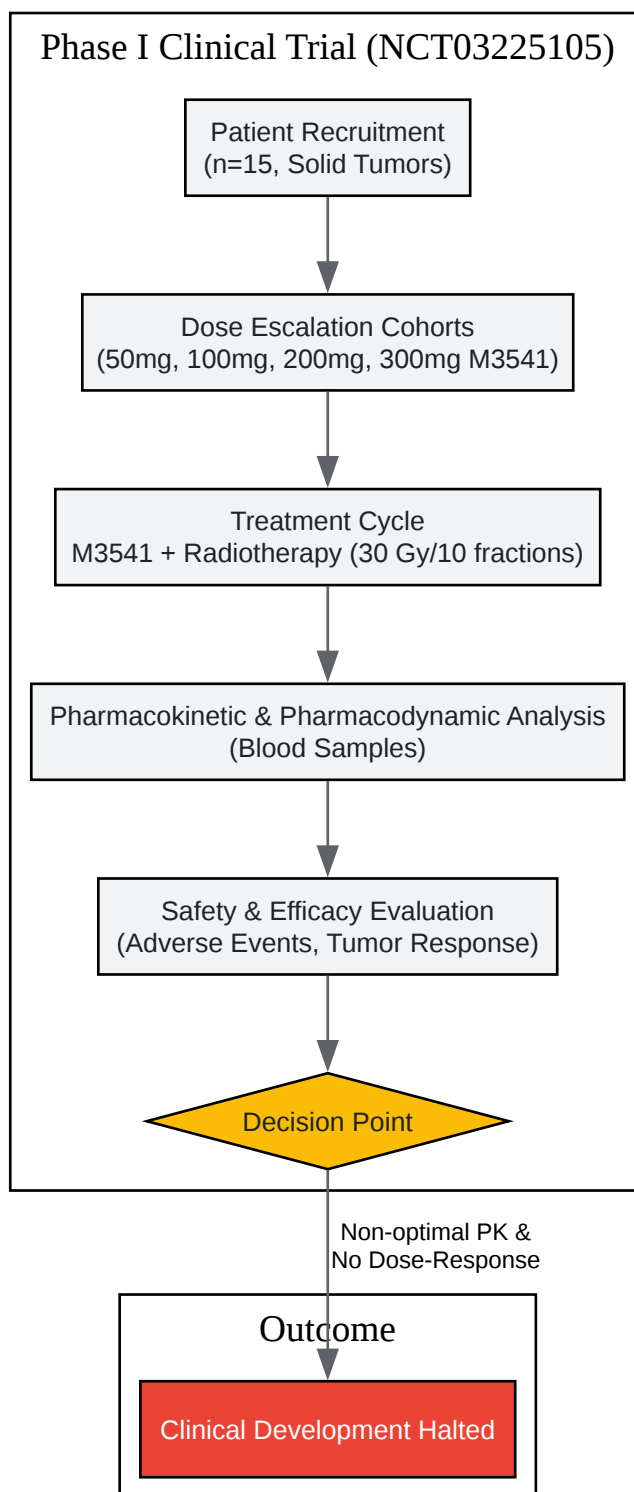 Phase I Clinical Trial (NCT03225105)
Patient Recruitment
(n=15, Solid Tumors)
Dose Escalation Cohorts
(50mg, 100mg, 200mg, 300mg M3541)
Treatment Cycle
M3541 + Radiotherapy (30 Gy/10 fractions)
Pharmacokinetic & Pharmacodynamic Analysis
(Blood Samples)
Safety & Efficacy Evaluation
(Adverse Events, Tumor Response)
Decision Point
Non-optimal PK &
No Dose-Response
Outcome
Clinical Development Halted